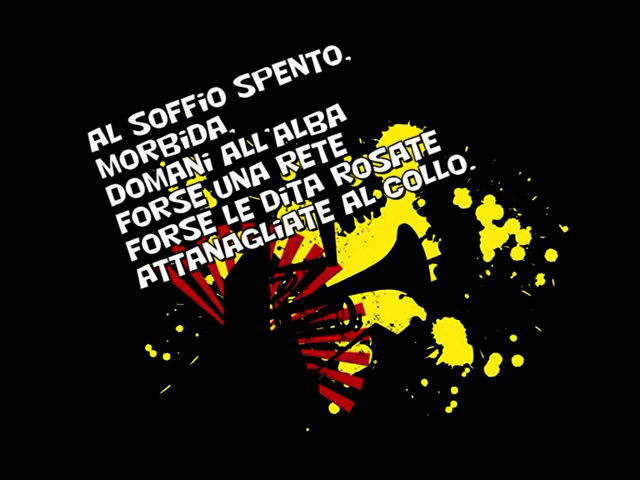 AL SOFFiO SPENTO.
MORBiDA.
DOMANi ALL'ALBA
FORSE UNA RETE
FORSE LE DiTA ROSATE
ATTANAGLiATE AL COLLO.